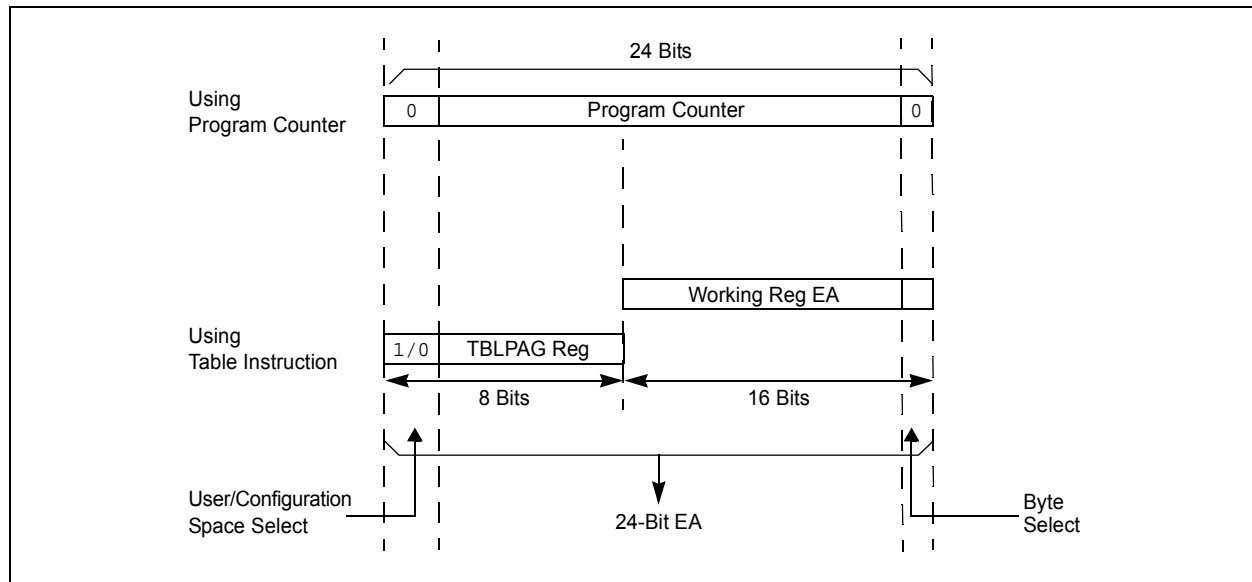 24 Bits
Using
Program Counter
0
Program Counter
0
Working Reg EA
Using
Table Instruction
1/0
TBLPAG Reg
8 Bits
16 Bits
User/Configuration
Space Select
24-Bit EA
Byte
Select